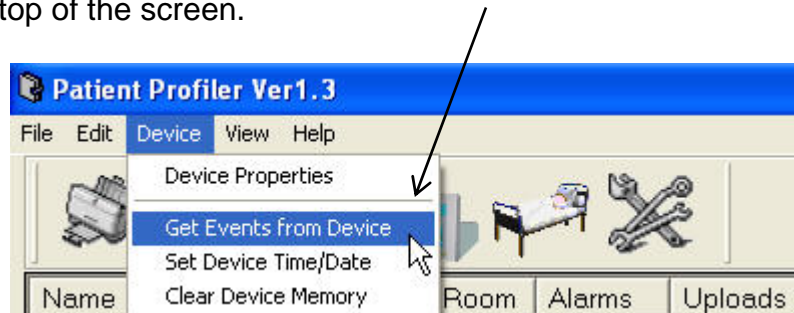 top of the screen.
Patient Profiler Ver1.3
File Edit Device View Help
Device Properties
Get Events from Device
Set Device Time/Date
Clear Device Memory
Name Room Alarms Uploads